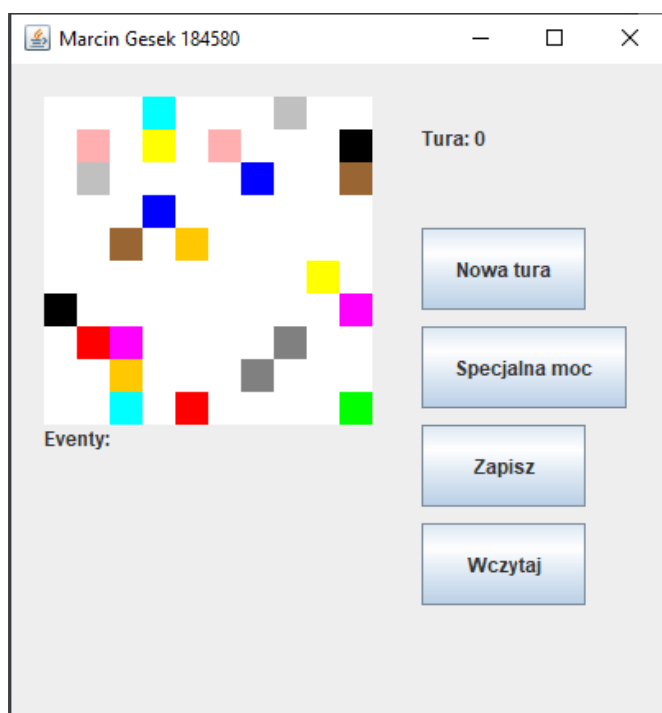 Marcin Gesek 184580
Tura: 0
Nowa tura
Specjalna moc
Eventy:
Zapisz
Wczytaj